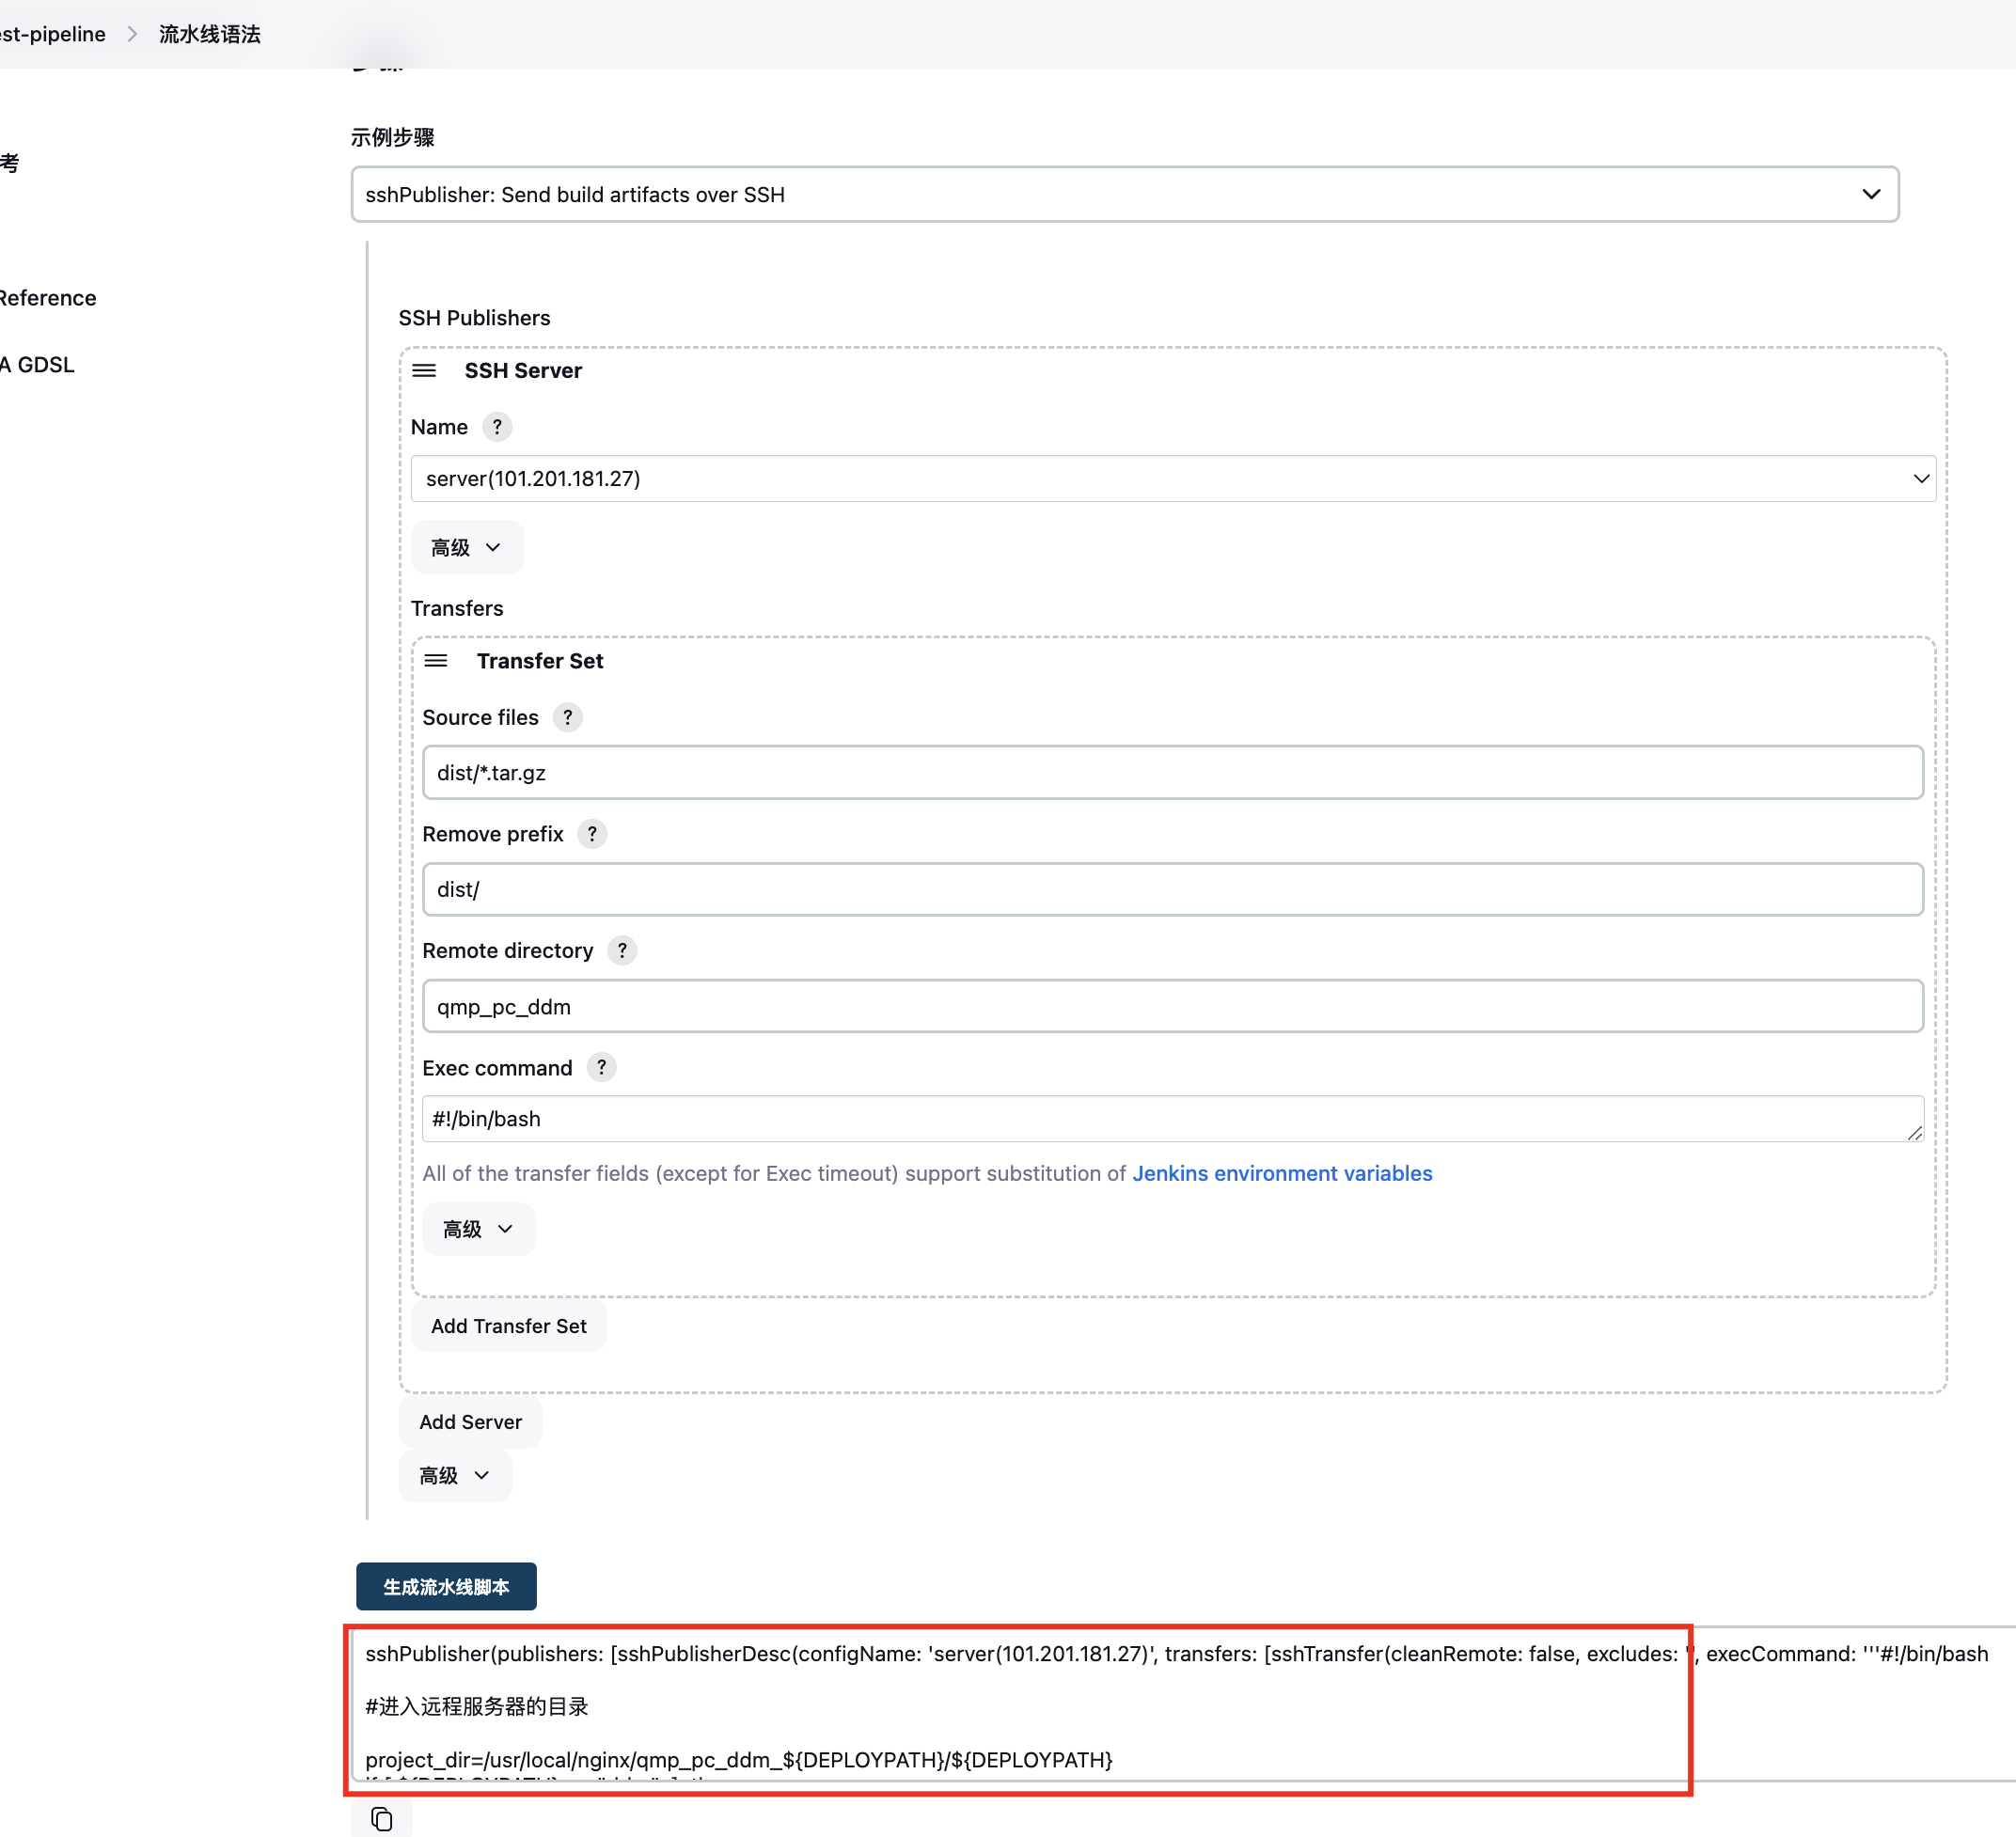 est-pipeline > 流水线语法
示例步骤
考
sshPublisher: Send build artifacts over SSH
Reference
SSH Publishers
A GDSL
SSH Server
Name ?
server(101.201.181.27)
高级
Transfers
Transfer Set
Source files ?
dist/*.tar.gz
Remove prefix ?
dist/
Remote directory ?
qmp_pc_ddm
Exec command ?
#!/bin/bash
All of the transfer fields (except for Exec timeout) support substitution of Jenkins environment variables
高级
Add Transfer Set
Add Server
高级
生成流水线脚本
sshPublisher(publishers: [sshPublisherDesc(configName: 'server(101.201.181.27)', transfers: [sshTransfer(cleanRemote: false, excludes: '', execCommand: '''#!/bin/bash
#进入远程服务器的目录
project_dir=/usr/local/nginx/qmp_pc_ddm_${DEPLOYPATH}/${DEPLOYPATH}